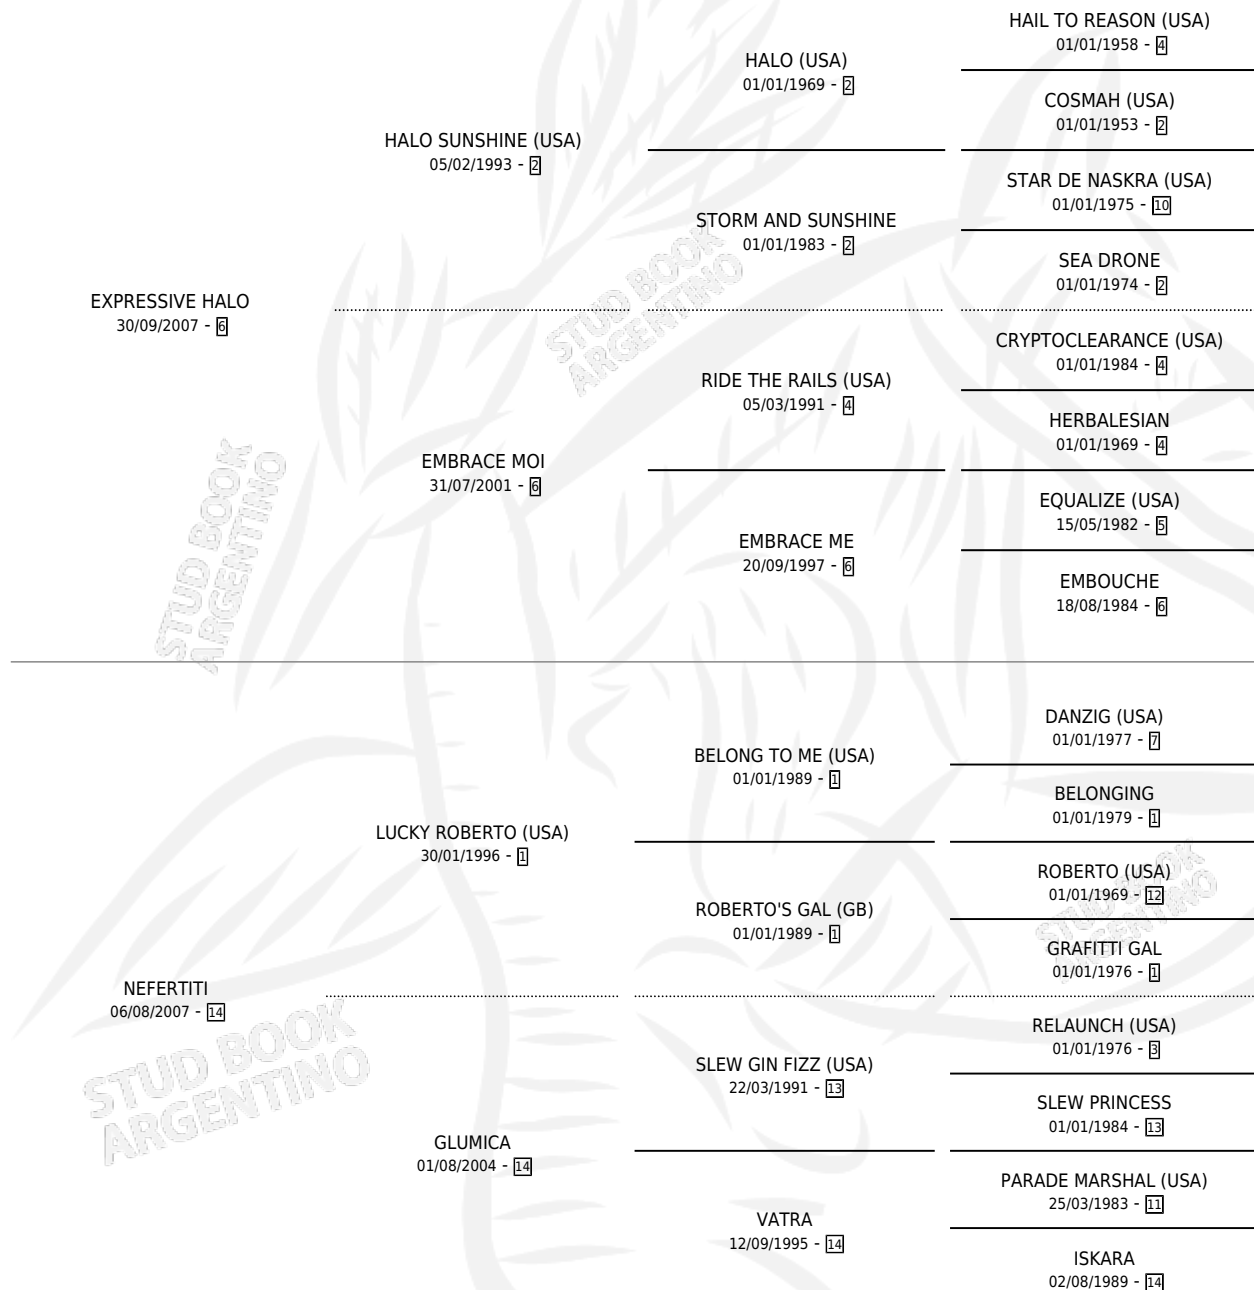 HAIL TO REASON (USA)
01/01/1958 - 4
HALO (USA)
01/01/1969 - 2
COSMAH (USA)
01/01/1953 - 2
HALO SUNSHINE (USA)
05/02/1993 - 2
STAR DE NASKRA (USA)
01/01/1975 - 10
STORM AND SUNSHINE
01/01/1983 - 2
SEA DRONE
01/01/1974 - 2
EXPRESSIVE HALO
30/09/2007 - 6
CRYPTOCLEARANCE (USA)
01/01/1984 - 4
RIDE THE RAILS (USA)
05/03/1991 - 4
HERBALESIAN
01/01/1969 - 4
EMBRACE MOI
31/07/2001 - 6
EQUALIZE (USA)
15/05/1982 - 5
EMBRACE ME
20/09/1997 - 6
EMBOUCHE
18/08/1984 - 6
DANZIG (USA)
01/01/1977 - 7
BELONG TO ME (USA)
01/01/1989 - 1
BELONGING
01/01/1979 - 1
LUCKY ROBERTO (USA)
30/01/1996 - 1
ROBERTO (USA)
01/01/1969 - 12
ROBERTO'S GAL (GB)
01/01/1989 - 1
GRAFITTI GAL
01/01/1976 - 1
NEFERTITI
06/08/2007 - 14
RELAUNCH (USA)
01/01/1976 - 3
SLEW GIN FIZZ (USA)
22/03/1991 - 13
SLEW PRINCESS
01/01/1984 - 13
GLUMICA
01/08/2004 - 14
PARADE MARSHAL (USA)
25/03/1983 - 11
VATRA
12/09/1995 - 14
ISKARA
02/08/1989 - 14
STUD BOOK
ARGENTINO
STUD BOOK
ARGENTINO
STUD BOOK
ARGENTINO
STUD BOOK
ARGENTINO